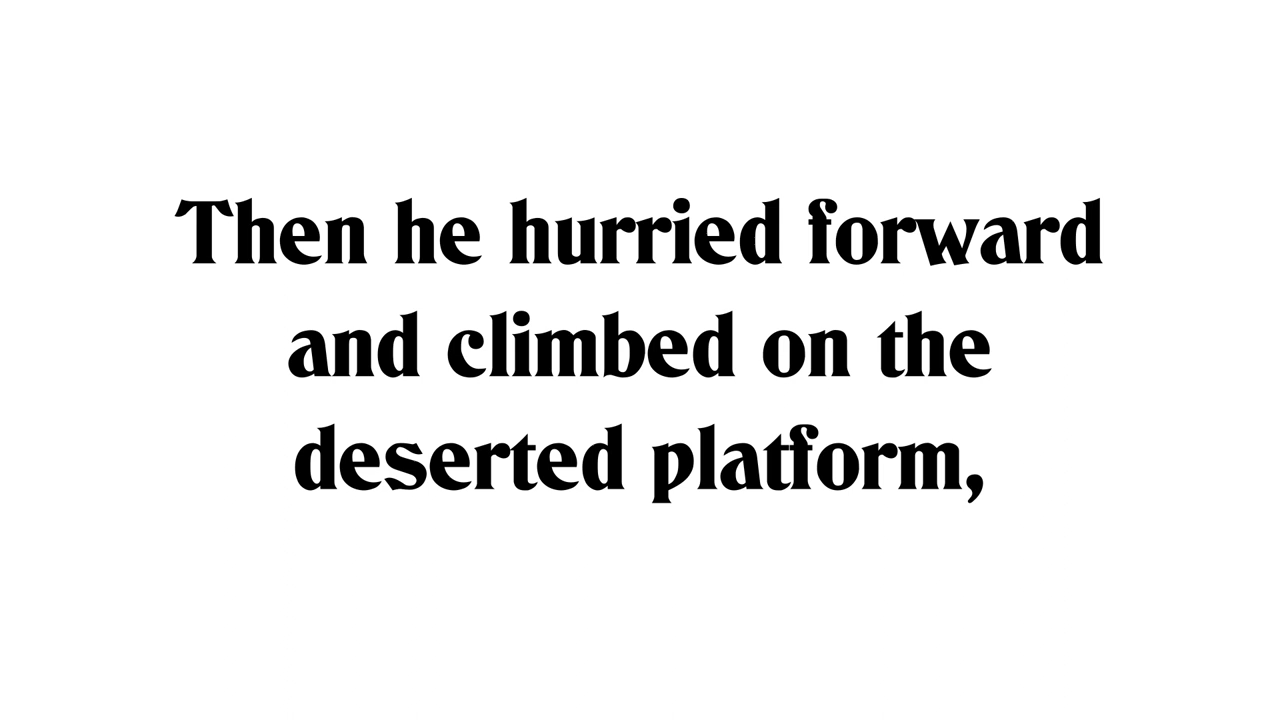 Then he hurried forward
and climbed on the
deserted platform,